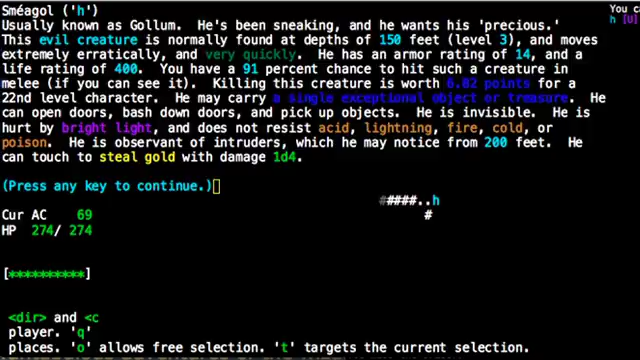 Sméagol ('h')
You c
h [U]
Usually known as Gollum. He's been sneaking, and he wants his 'precious.'
This evil creature is normally found at depths of 150 feet (level 3), and moves
extremely erratically, and very quickly. He has an armor rating of 14, and a
life rating of 400. You have a 91 percent chance to hit such a creature in
melee (if you can see it). Killing this creature is worth 6.82 points for a
22nd level character. He may carry a single exceptional object or treasure. He
can open doors, bash down doors, and pick up objects. He is invisible. He is
hurt by bright light, and does not resist acid, lightning, fire, cold, or
poison. He is observant of intruders, which he may notice from 200 feet. He
can touch to steal gold with damage 1d4.
(Press any key to continue.)
#####..h
#
Cur AC 69
HP 274/ 274
[**********]
<dir> and <c
player. 'q'
places. 'o' allows free selection. 't' targets the current selection.